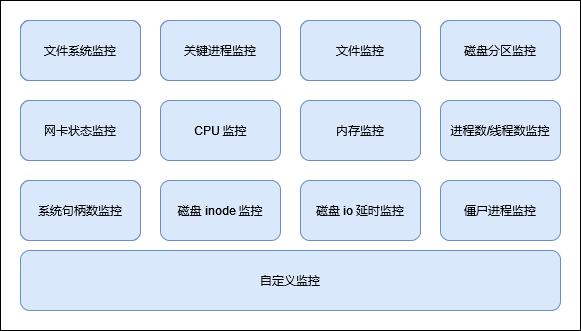 文件系统监控
关键进程监控
文件监控
磁盘分区监控
网卡状态监控
CPU 监控
内存监控
进程数/线程数监控
系统句柄数监控
磁盘 inode 监控
磁盘 io 延时监控
僵尸进程监控
自定义监控